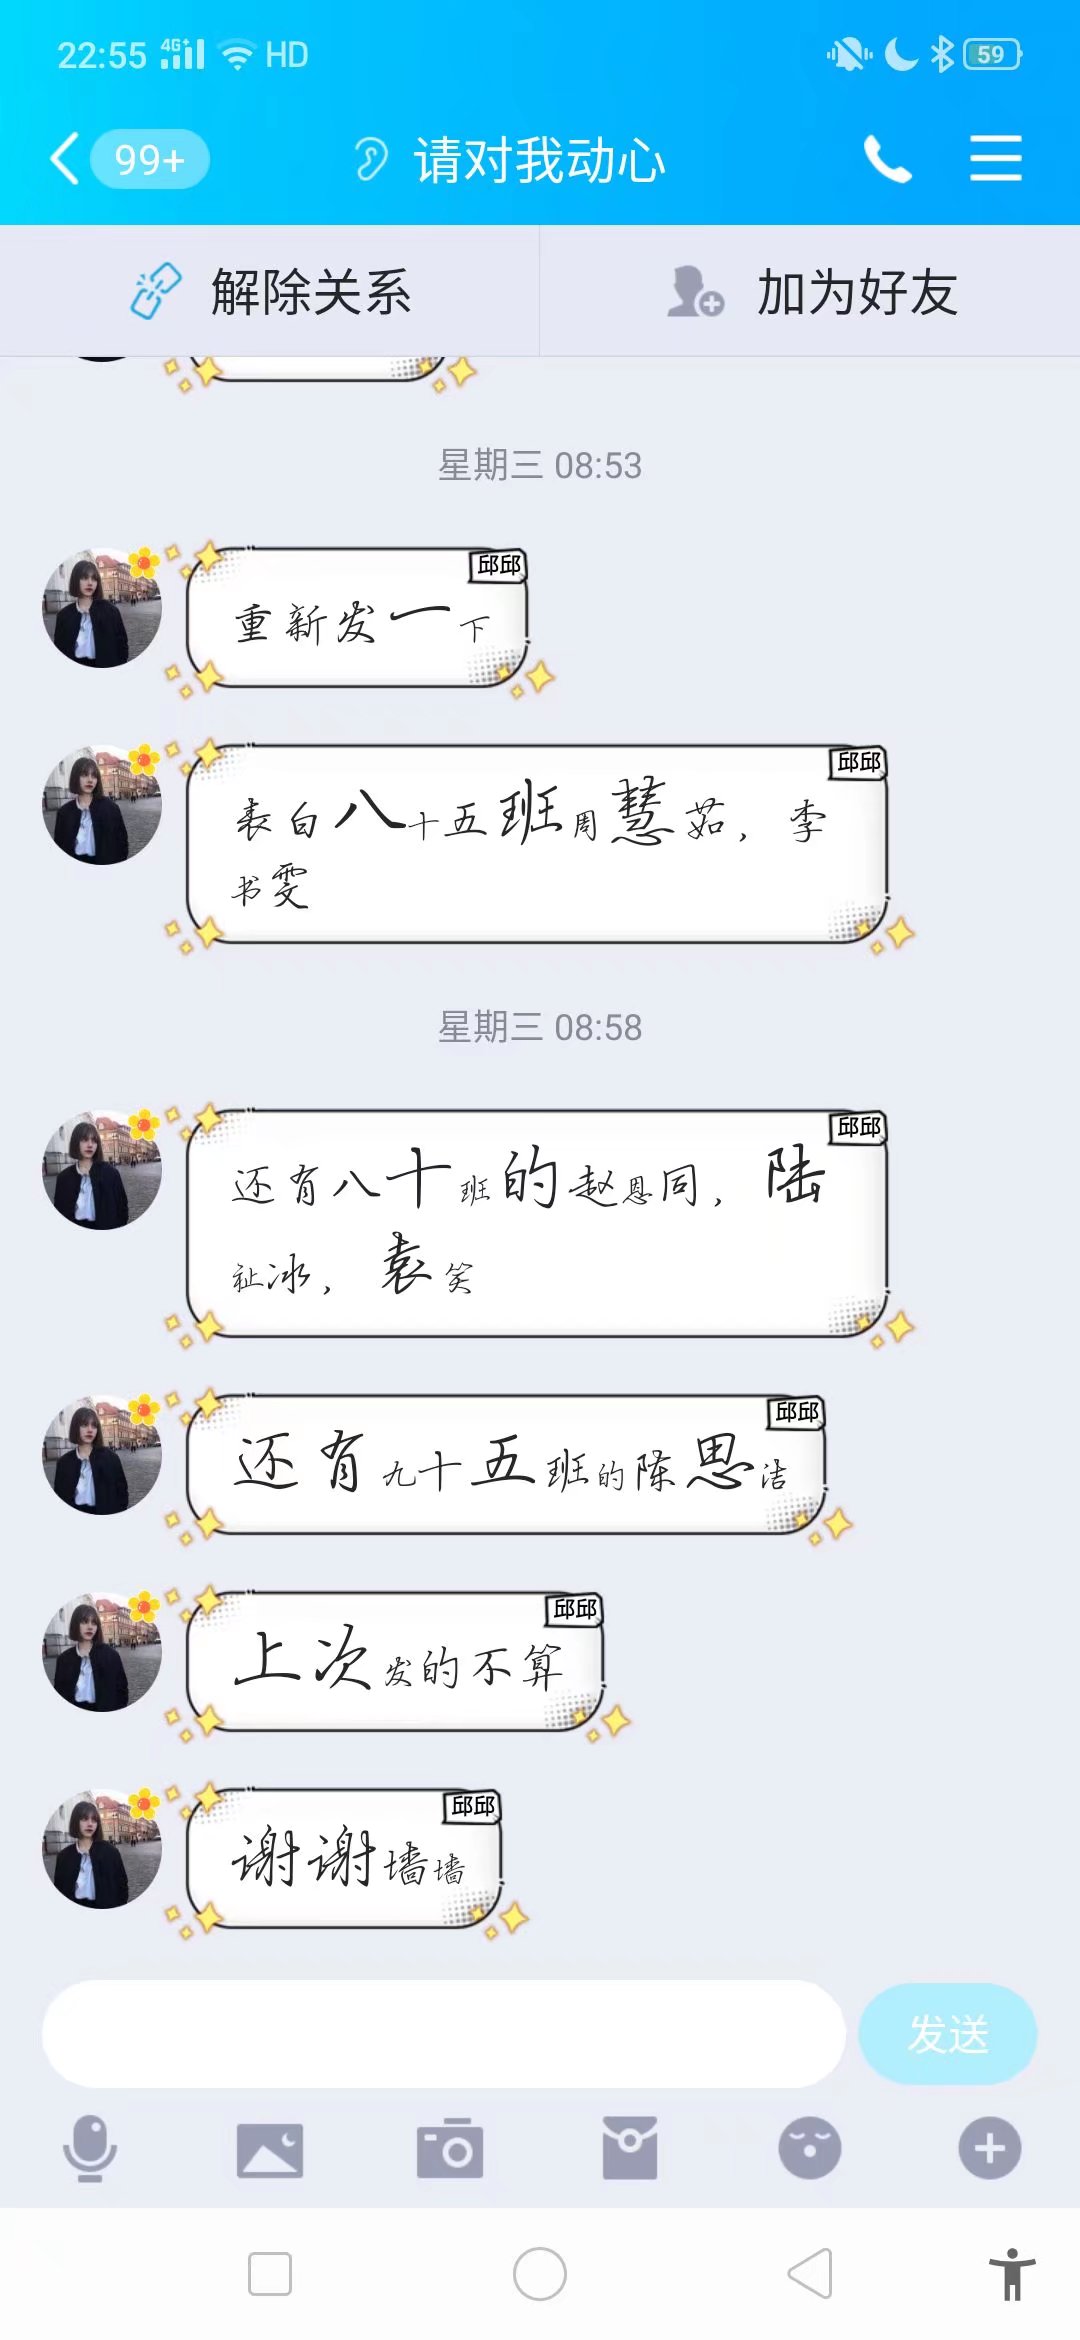 22:55 4G+ HD 59
99+ 请对我动心
解除关系 加为好友
星期三 08:53
邱邱
重新发一下
邱邱
表白八十五班周慧茹，李
书雯
星期三 08:58
邱邱
还有八十班的赵恩同，陆
祉冰，袁笑
邱邱
还有九十五班的陈思洁
邱邱
上次发的不算
邱邱
谢谢墙墙
发送